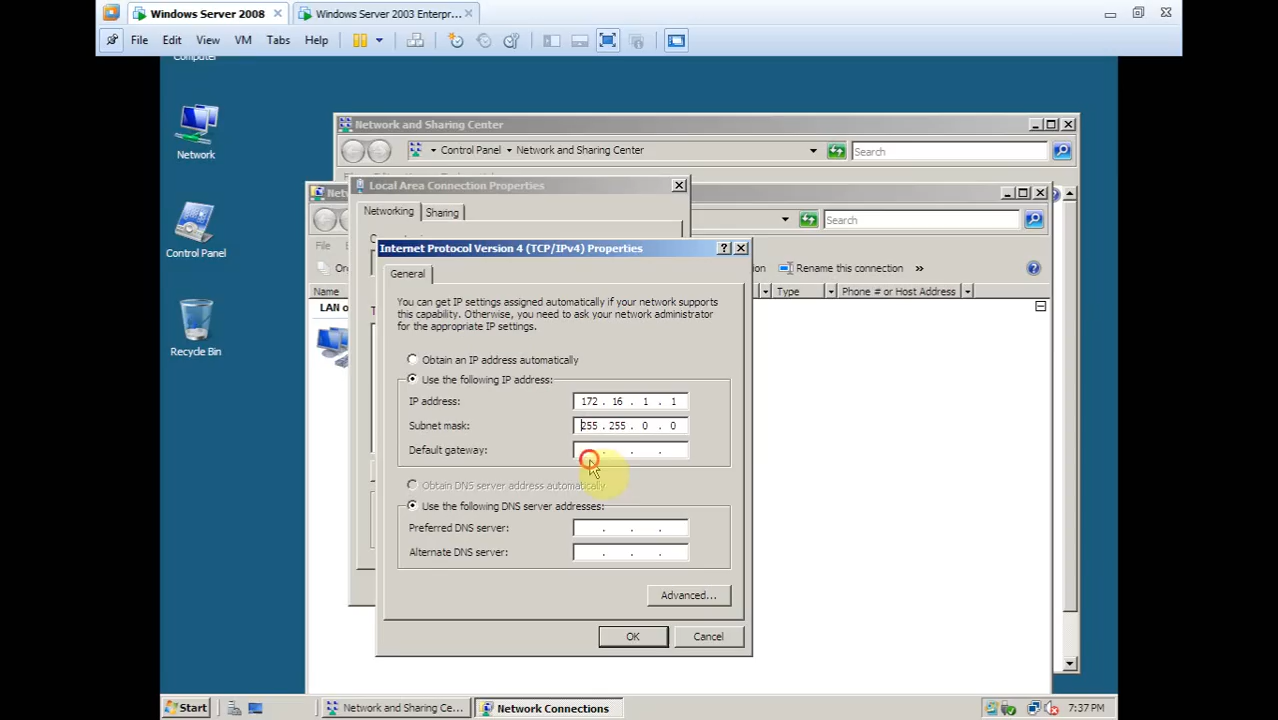 Windows Server 2008
Windows Server 2003 Enterpr...
File Edit View VM Tabs Help
Computer
Network and Sharing Center
Control Panel Network and Sharing Center
Search
Network
Local Area Connection Properties
Search
Networking
Sharing
Internet Protocol Version 4 (TCP/IPv4) Properties
?
Control Panel
General
Rename this connection »
Name
Type
Phone # or Host Address
You can get IP settings assigned automatically if your network supports
this capability. Otherwise, you need to ask your network administrator
for the appropriate IP settings.
Recycle Bin
Obtain an IP address automatically
Use the following IP address:
IP address: 172 . 16 . 1 . 1
Subnet mask: 255 . 255 . 0 . 0
Default gateway: . . .
Obtain DNS server address automatically
Use the following DNS server addresses:
Preferred DNS server: . . .
Alternate DNS server: . . .
Advanced...
OK
Cancel
Start
Network and Sharing Ce...
Network Connections
7:37 PM